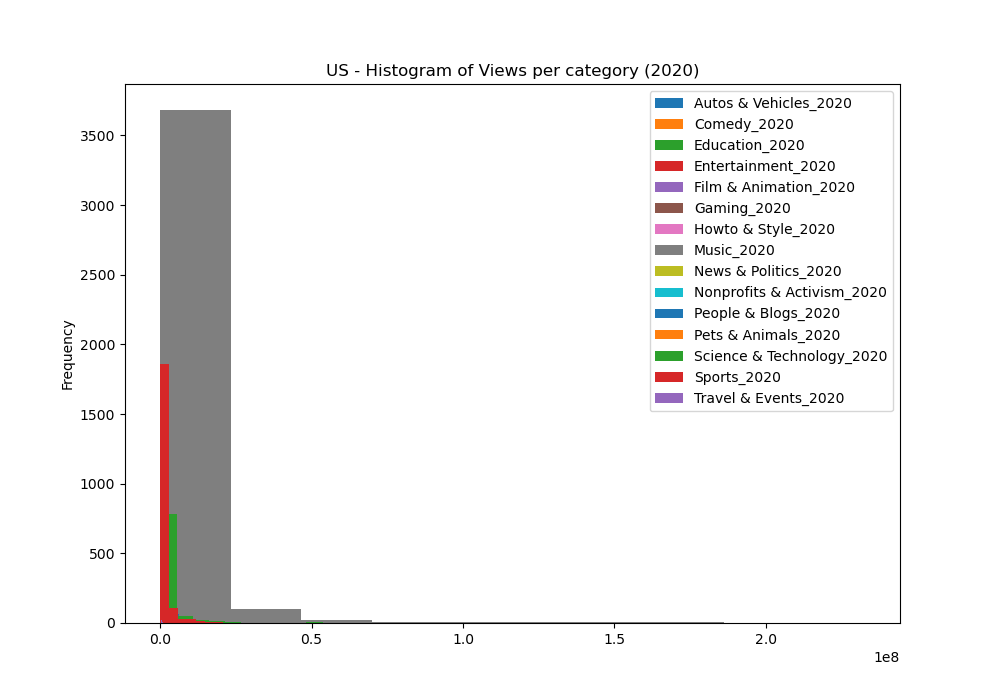 US - Histogram of Views per category (2020)
Autos & Vehicles_2020
Comedy_2020
Education_2020
Entertainment_2020
Film & Animation_2020
Gaming_2020
Howto & Style_2020
Music_2020
News & Politics_2020
Nonprofits & Activism_2020
People & Blogs_2020
Pets & Animals_2020
Science & Technology_2020
Sports_2020
Travel & Events_2020
Frequency
3500
3000
2500
2000
1500
1000
500
0
0.0 0.5 1.0 1.5 2.0
1e8